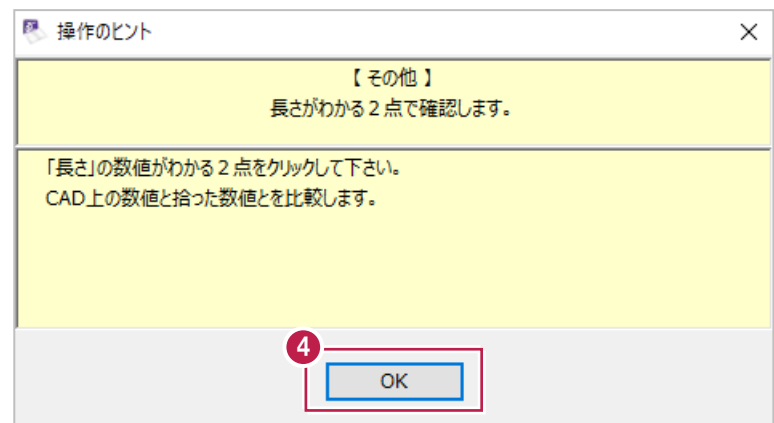 操作のヒント
【 その他 】
長さがわかる２点で確認します。
「長さ」の数値がわかる２点をクリックして下さい。
CAD上の数値と拾った数値とを比較します。
4
OK